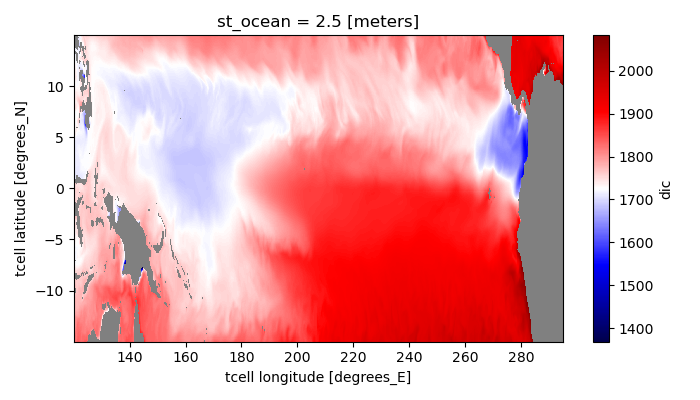 st_ocean = 2.5 [meters]
tcell latitude [degrees_N]
10
5
0
−5
−10
140 160 180 200 220 240 260 280
tcell longitude [degrees_E]
2000
1900
1800
1700
1600
1500
1400
dic